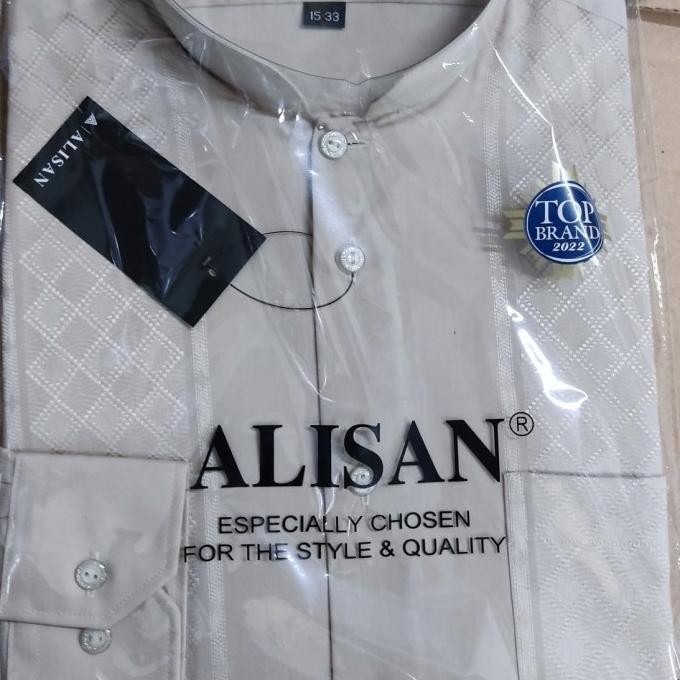 15-33
ALISAN
TOP
BRAND
2022
ALISAN®
ESPECIALLY CHOSEN
FOR THE STYLE & QUALITY